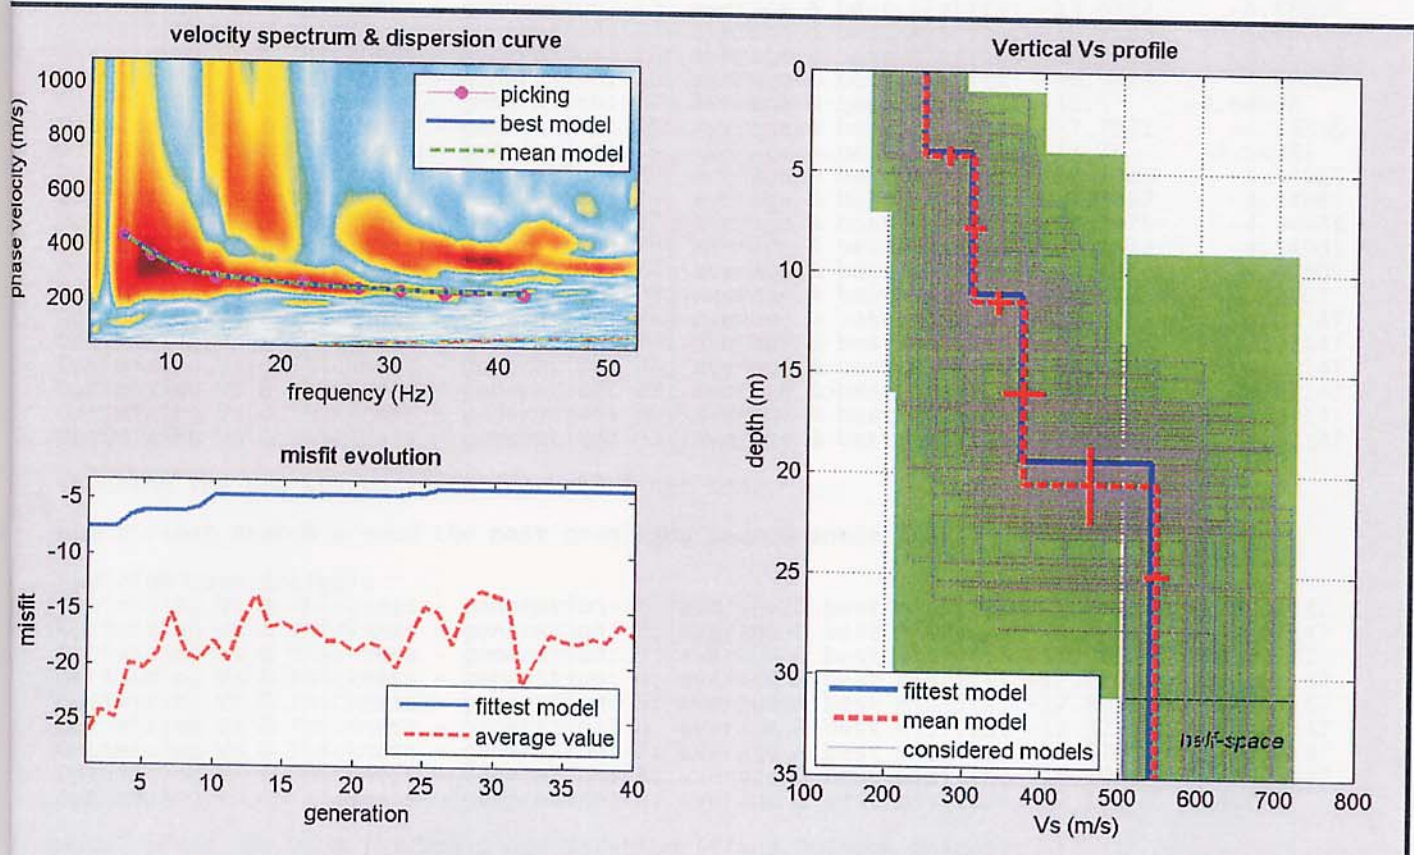 velocity spectrum & dispersion curve
phase velocity (m/s)
1000
800
600
400
200
picking
best model
mean model
10
20
30
40
50
frequency (Hz)
misfit evolution
misfit
-5
-10
-15
-20
-25
fittest model
average value
5
10
15
20
25
30
35
40
generation
Vertical Vs profile
depth (m)
0
5
10
15
20
25
30
35
fittest model
mean model
considered models
half-space
100
200
300
400
500
600
700
800
Vs (m/s)